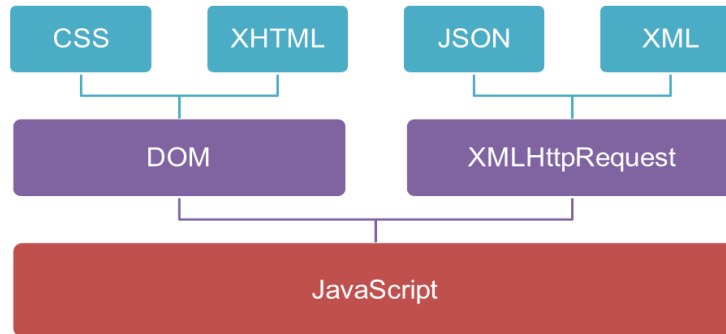 CSS
XHTML
JSON
XML
DOM
XMLHttpRequest
JavaScript